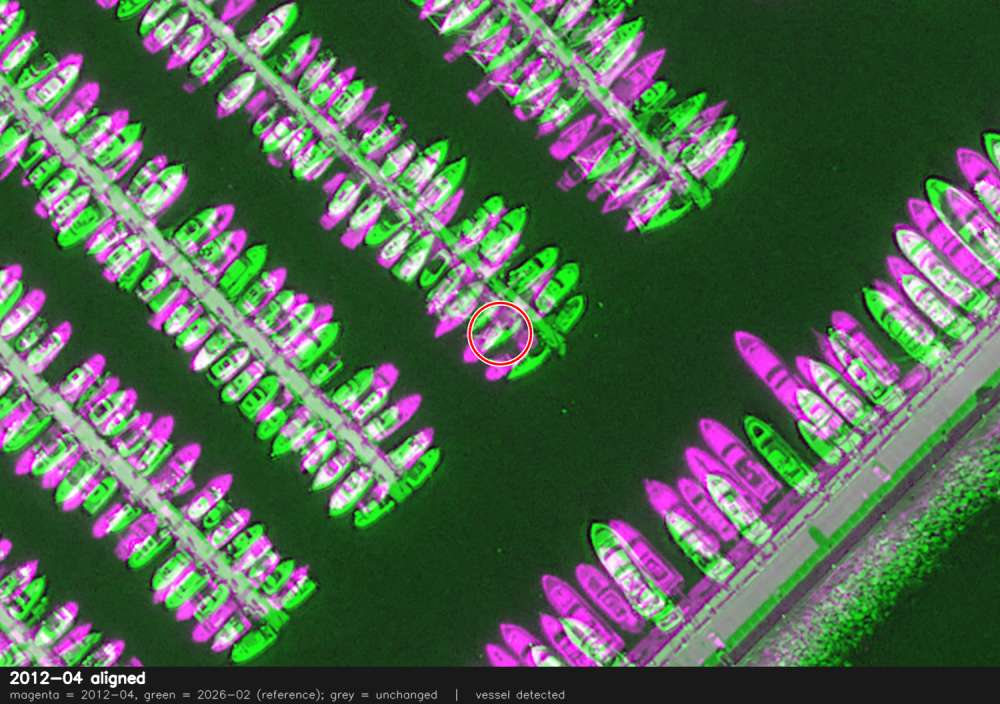 2012-04 aligned
magenta = 2012-04, green = 2026-02 (reference); grey = unchanged | vessel detected